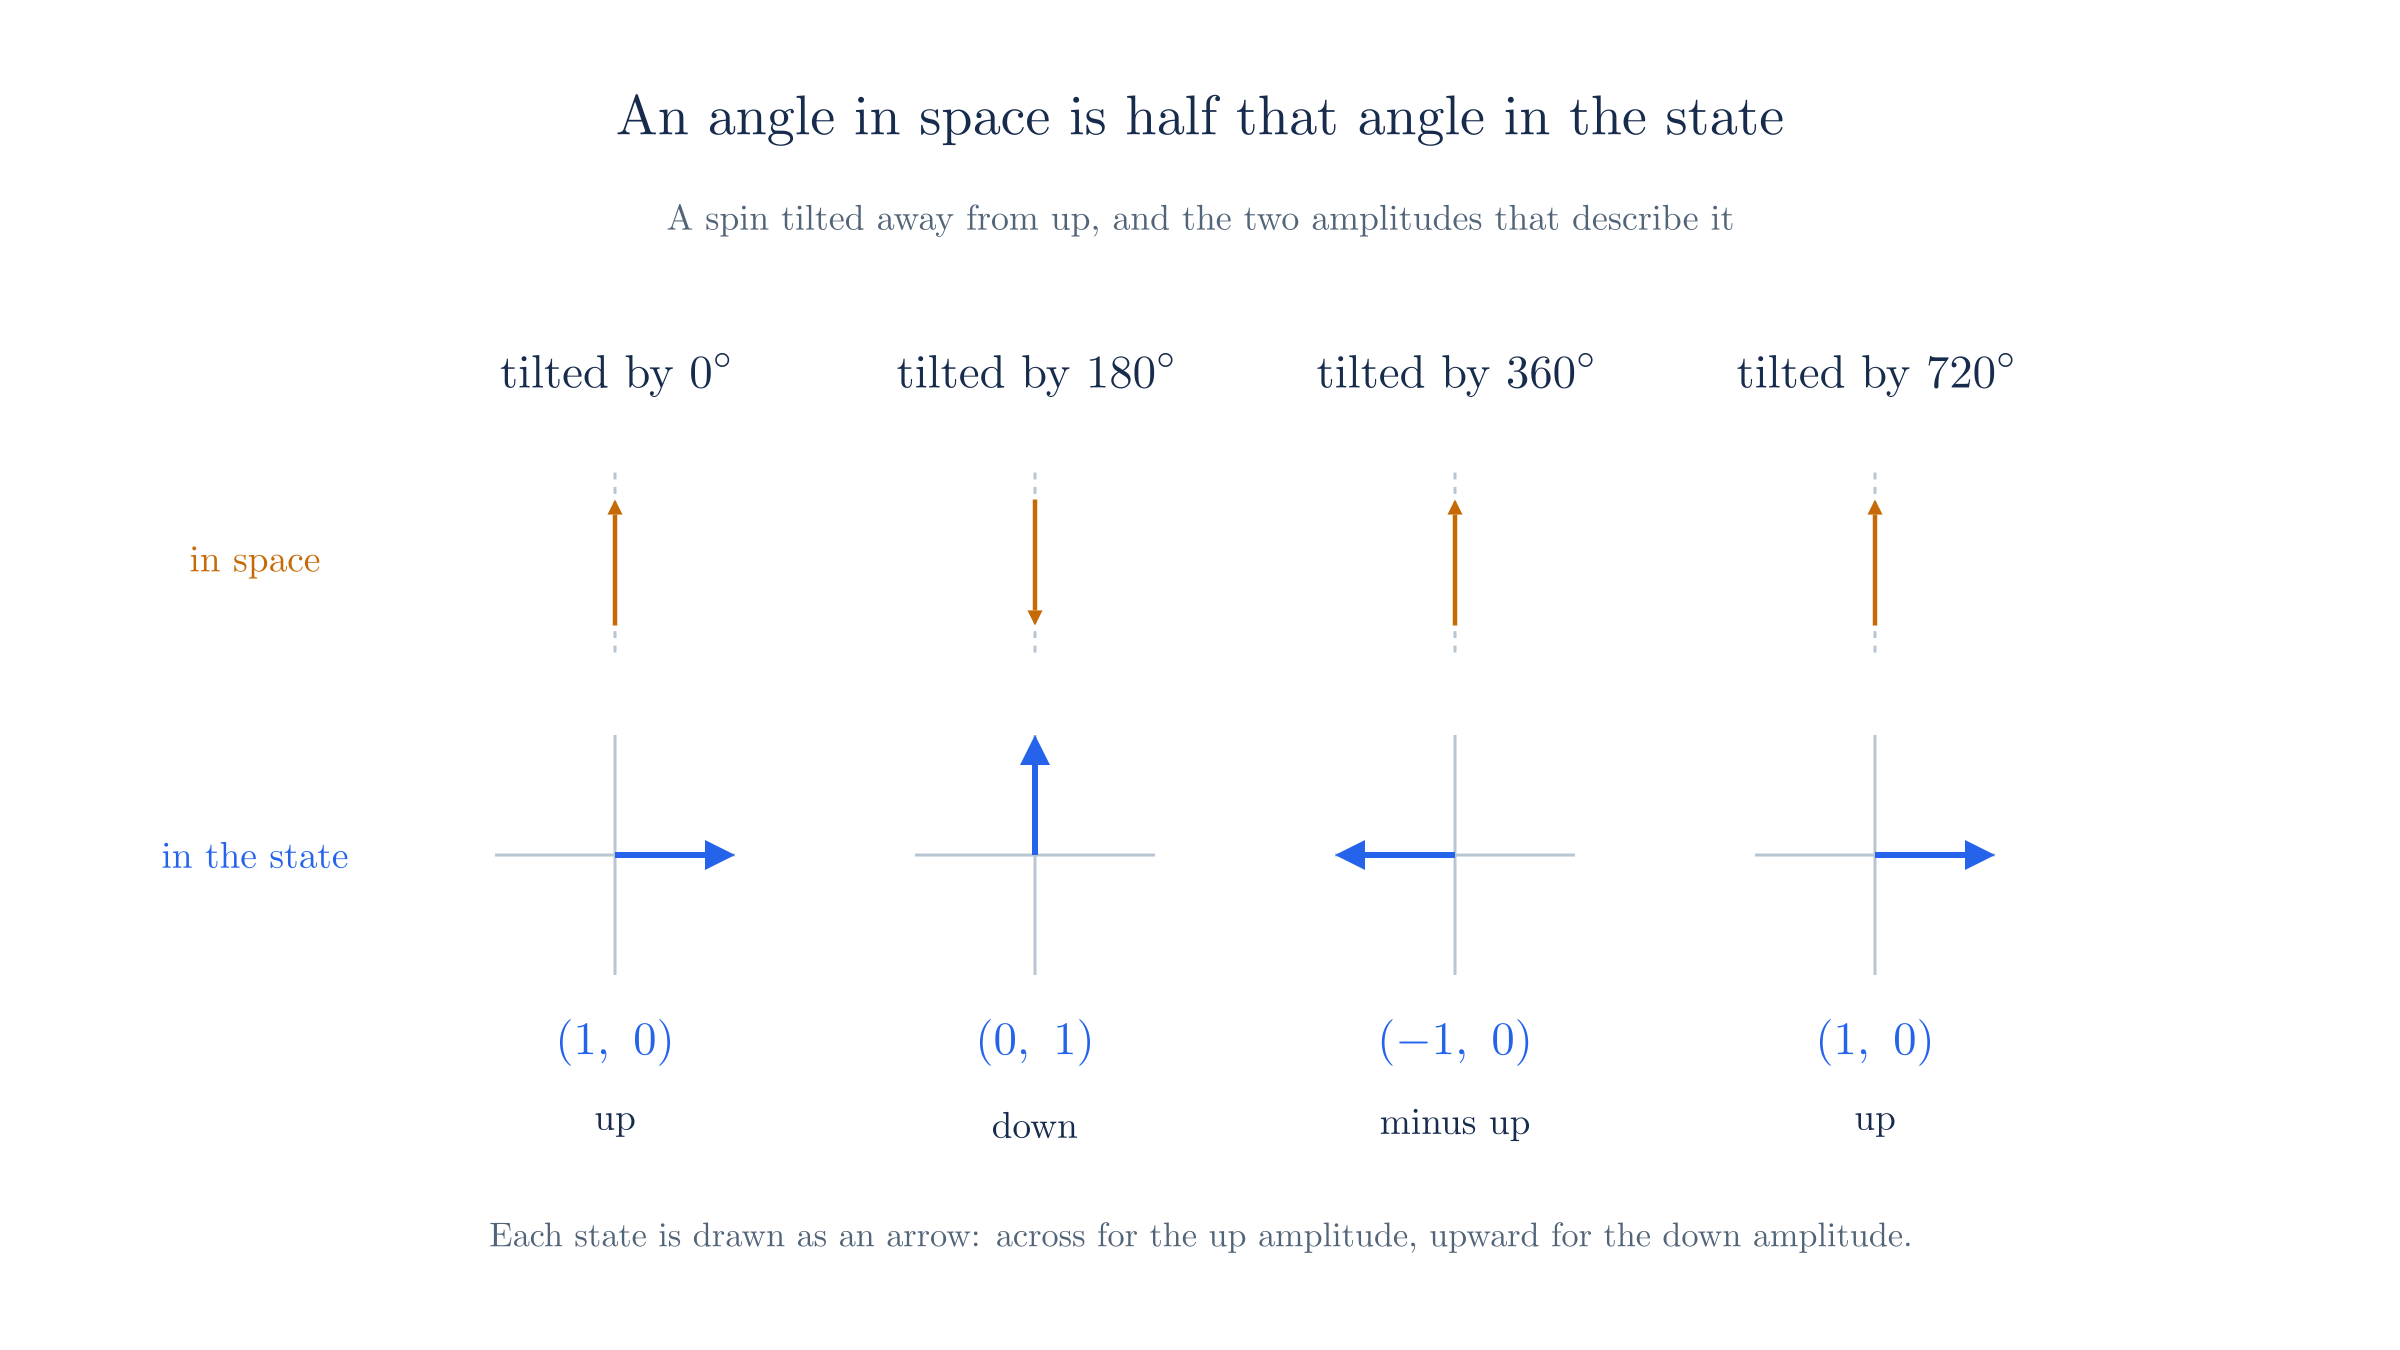 An angle in space is half that angle in the state
A spin tilted away from up, and the two amplitudes that describe it
tilted by 0° tilted by 180° tilted by 360° tilted by 720°
in space
in the state
(1, 0) (0, 1) (−1, 0) (1, 0)
up down minus up up
Each state is drawn as an arrow: across for the up amplitude, upward for the down amplitude.